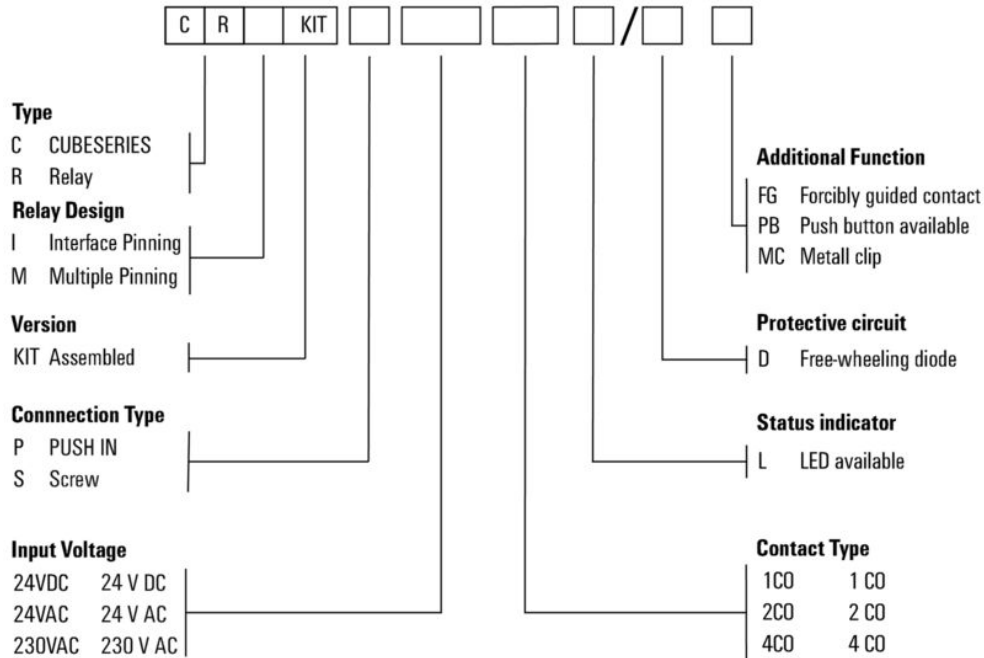 C R KIT /
Type
C CUBESERIES
R Relay
Relay Design
I Interface Pinning
M Multiple Pinning
Version
KIT Assembled
Connnection Type
P PUSH IN
S Screw
Input Voltage
24VDC 24 V DC
24VAC 24 V AC
230VAC 230 V AC
Additional Function
FG Forcibly guided contact
PB Push button available
MC Metall clip
Protective circuit
D Free-wheeling diode
Status indicator
L LED available
Contact Type
1CO 1 CO
2CO 2 CO
4CO 4 CO